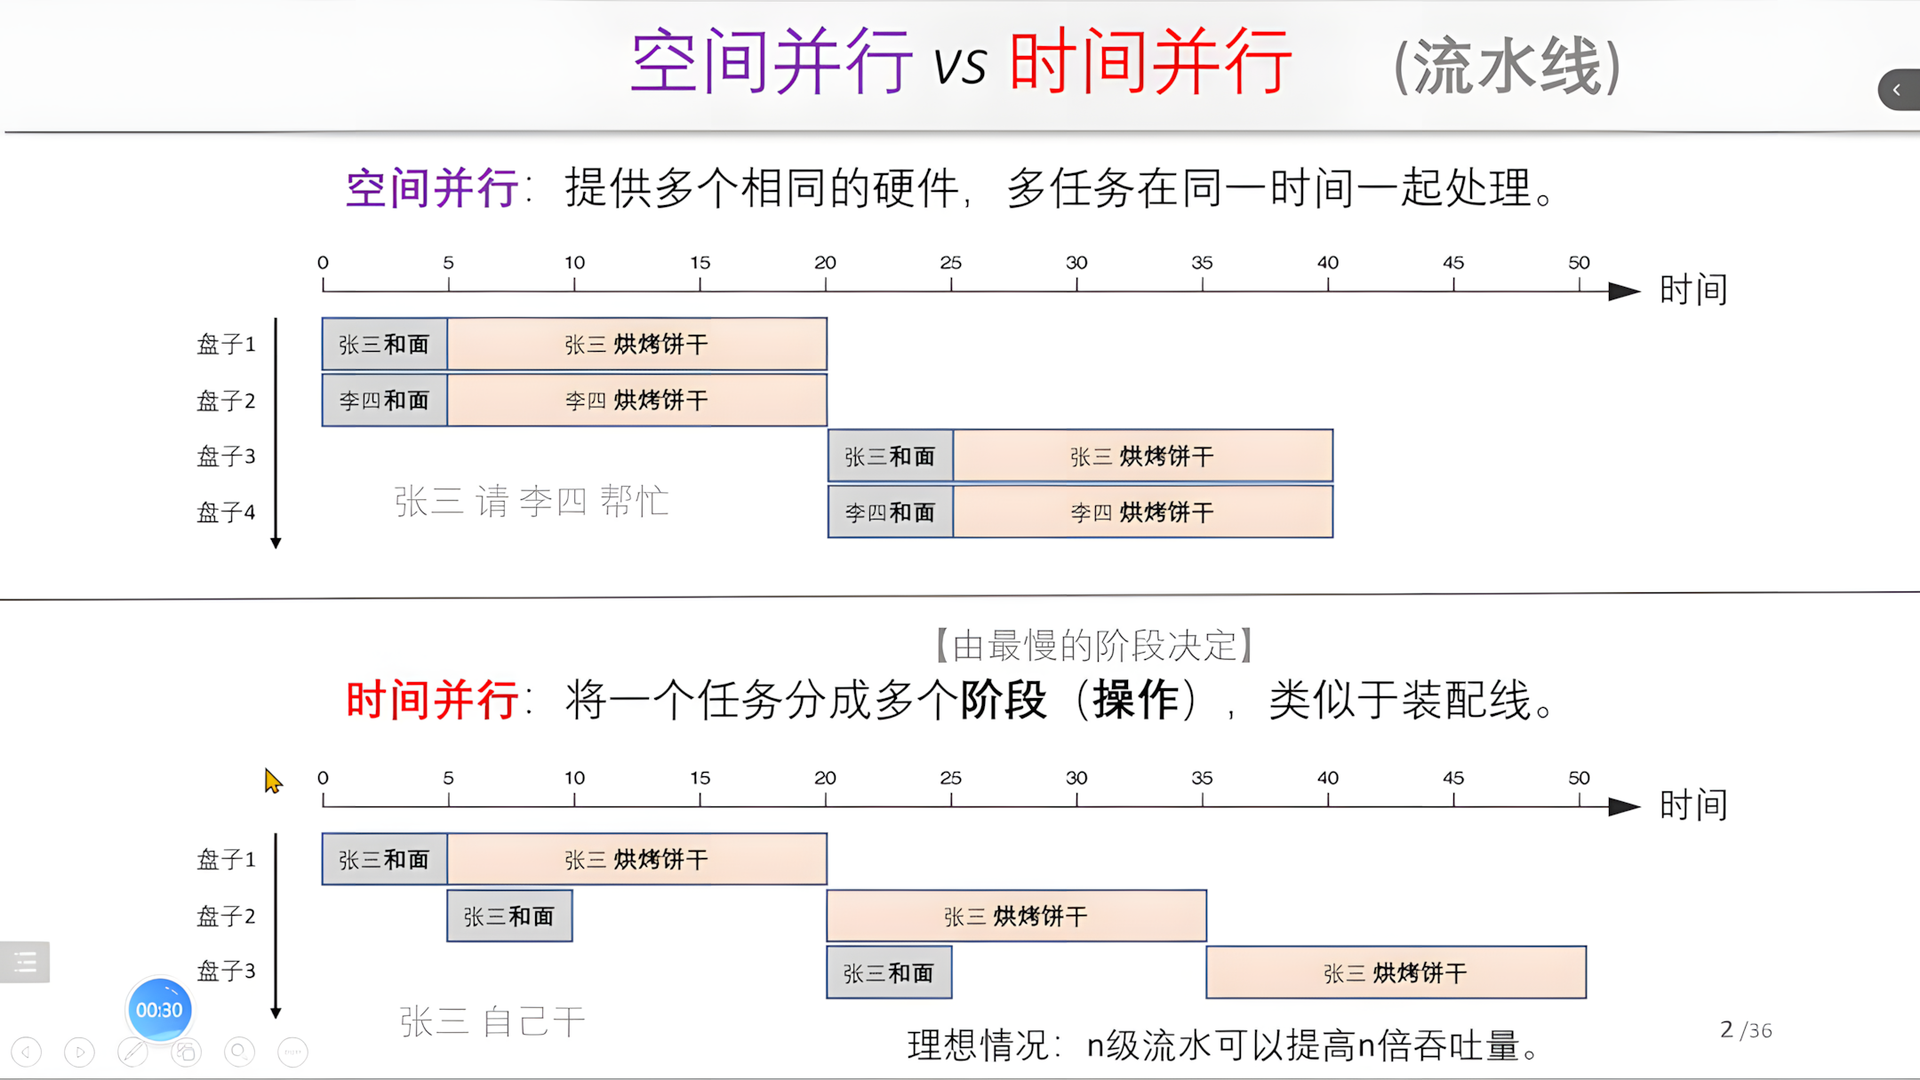 空间并行 vs 时间并行 (流水线)
空间并行：提供多个相同的硬件，多任务在同一时间一起处理。
0 5 10 15 20 25 30 35 40 45 50
时间
盘子1 张三和面 张三 烘烤饼干
盘子2 李四和面 李四 烘烤饼干
盘子3 张三和面 张三 烘烤饼干
盘子4 李四和面 李四 烘烤饼干
张三 请 李四 帮忙
【由最慢的阶段决定】
时间并行：将一个任务分成多个阶段（操作），类似于装配线。
0 5 10 15 20 25 30 35 40 45 50
时间
盘子1 张三和面 张三 烘烤饼干
盘子2 张三和面 张三 烘烤饼干
盘子3 张三和面 张三 烘烤饼干
00:30
张三 自己干
理想情况：n级流水可以提高n倍吞吐量。
2 /36